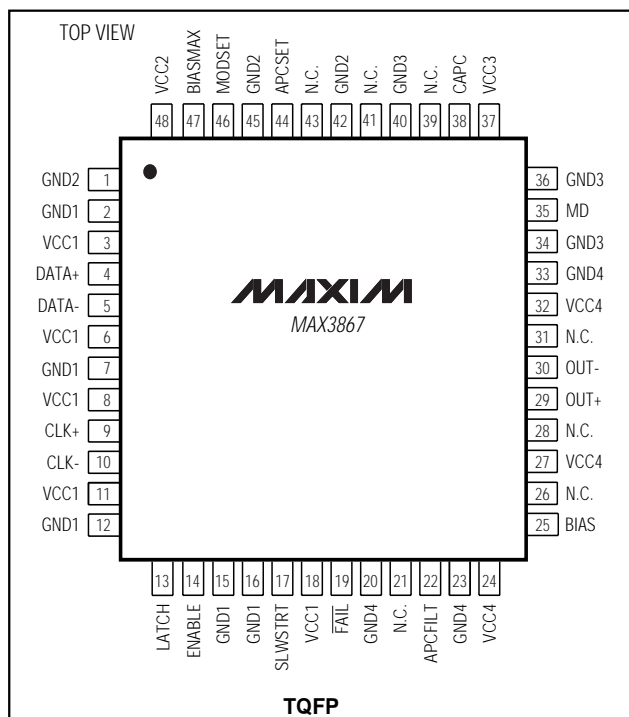 TOP VIEW
VCC2 BIASMAX MODSET GND2 APCSET N.C. GND2 N.C. GND3 N.C. CAPC VCC3
48 47 46 45 44 43 42 41 40 39 38 37
GND2 1
GND1 2
VCC1 3
DATA+ 4
DATA- 5
VCC1 6
GND1 7
VCC1 8
CLK+ 9
CLK- 10
VCC1 11
GND1 12
MAXIM
MAX3867
36 GND3
35 MD
34 GND3
33 GND4
32 VCC4
31 N.C.
30 OUT-
29 OUT+
28 N.C.
27 VCC4
26 N.C.
25 BIAS
13 14 15 16 17 18 19 20 21 22 23 24
LATCH ENABLE GND1 GND1 SLWSTRT VCC1 FAIL GND4 N.C. APCFILT GND4 VCC4
TQFP